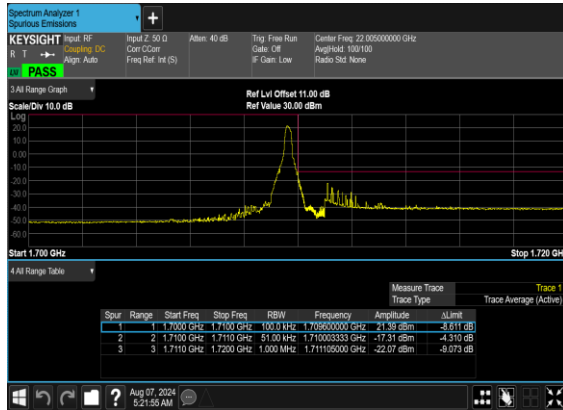 Spectrum Analyzer 1
Spurious Emissions
+
KEYSIGHT Input: RF Input Z: 50 Ω Atten: 40 dB Trig: Free Run Center Freq: 22.005000000 GHz
R T Coupling: DC Corr CCorr Gate: Off Avg|Hold: 100/100
Align: Auto Freq Ref: Int (S) IF Gain: Low Radio Std: None
PASS
3 All Range Graph Ref Lvl Offset 11.00 dB
Scale/Div 10.0 dB Ref Value 30.00 dBm
Log
20.0
10.0
0.00
-10.0
-20.0
-30.0
-40.0
-50.0
-60.0
Start 1.700 GHz Stop 1.720 GH
4 All Range Table
Measure Trace Trace 1
Trace Type Trace Average (Active)
Spur Range Start Freq Stop Freq RBW Frequency Amplitude ΔLimit
1 1 1.7000 GHz 1.7100 GHz 100.0 kHz 1.709600000 GHz 21.39 dBm -8.611 dB
2 2 1.7100 GHz 1.7110 GHz 51.00 kHz 1.710003333 GHz -17.31 dBm -4.310 dB
3 3 1.7110 GHz 1.7200 GHz 1.000 MHz 1.711105000 GHz -22.07 dBm -9.073 dB
? Aug 07, 2024
5:21:55 AM